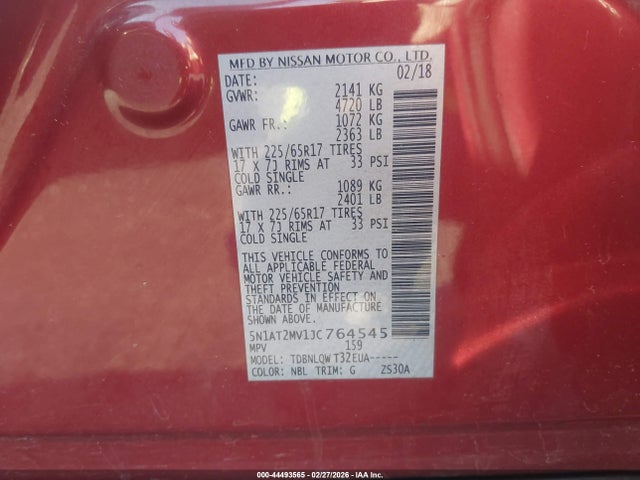 MFD BY NISSAN MOTOR CO., LTD.
DATE: 02/18
GVWR: 2141 KG
4720 LB
GAWR FR.: 1072 KG
2363 LB
WITH 225/65R17 TIRES
17 X 7J RIMS AT 33 PSI
COLD SINGLE
GAWR RR.: 1089 KG
2401 LB
WITH 225/65R17 TIRES
17 X 7J RIMS AT 33 PSI
COLD SINGLE
THIS VEHICLE CONFORMS TO
ALL APPLICABLE FEDERAL
MOTOR VEHICLE SAFETY AND
THEFT PREVENTION
STANDARDS IN EFFECT ON
THE DATE OF MANUFACTURE
SHOWN ABOVE.
5N1AT2MV1JC764545
MPV 159
MODEL: TDBNLQW T32EUA-----
COLOR: NBL TRIM: G ZS30A
000-44493565 - 02/27/2026 - IAA Inc.